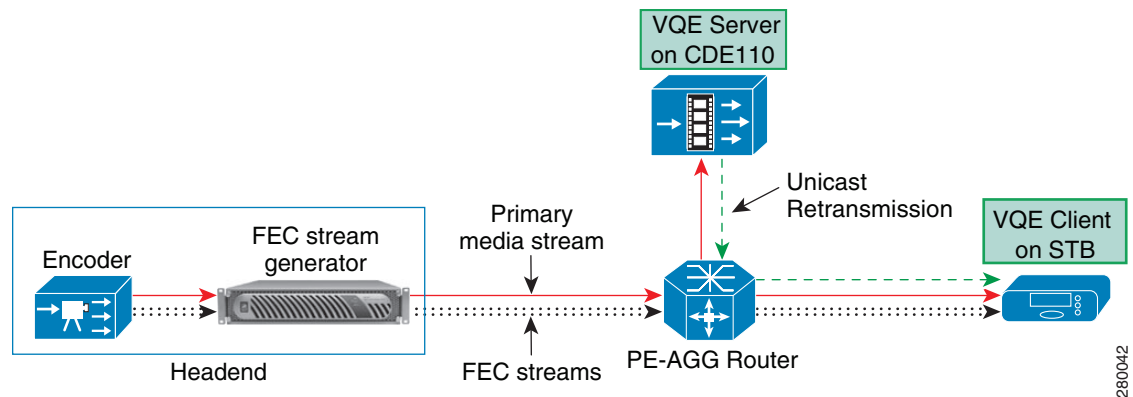 VQE Server
on CDE110
Unicast
Retransmission
VQE Client
on STB
Primary
media stream
FEC stream
generator
Encoder
Headend
FEC streams
PE-AGG Router
280042